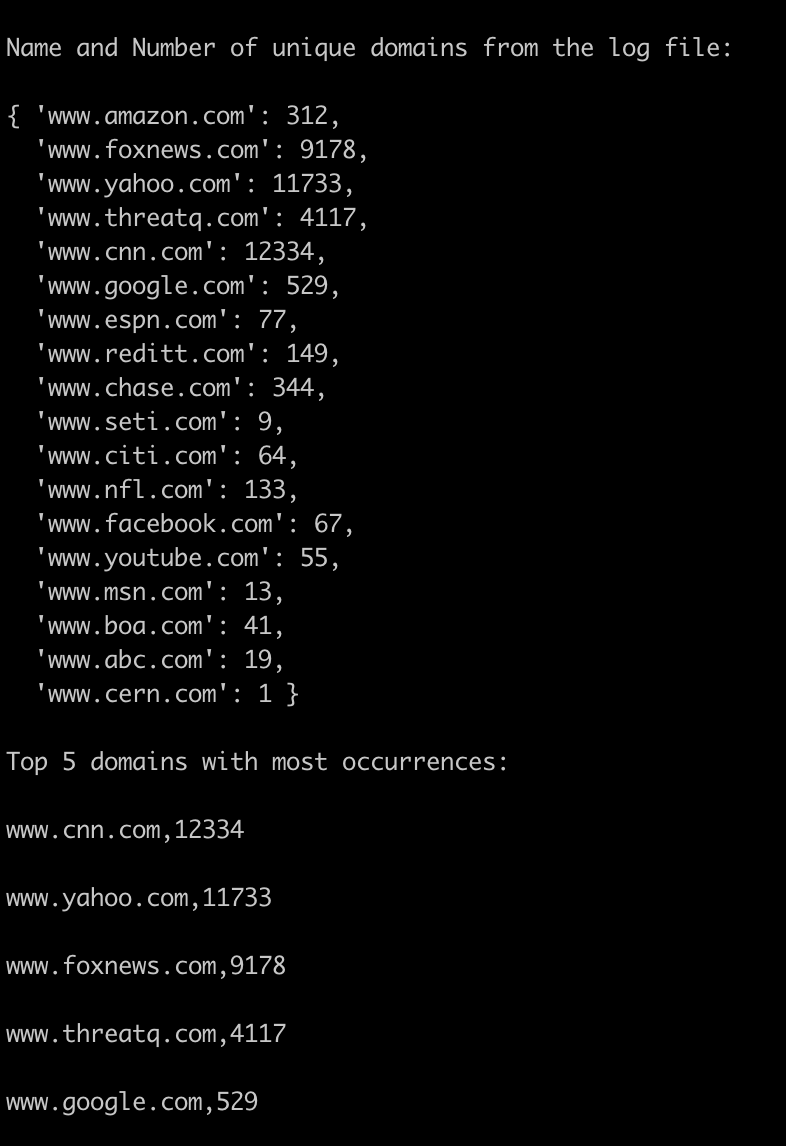 Name and Number of unique domains from the log file:
{ 'www.amazon.com': 312,
'www.foxnews.com': 9178,
'www.yahoo.com': 11733,
'www.threatq.com': 4117,
'www.cnn.com': 12334,
'www.google.com': 529,
'www.espn.com': 77,
'www.reditt.com': 149,
'www.chase.com': 344,
'www.seti.com': 9,
'www.citi.com': 64,
'www.nfl.com': 133,
'www.facebook.com': 67,
'www.youtube.com': 55,
'www.msn.com': 13,
'www.boa.com': 41,
'www.abc.com': 19,
'www.cern.com': 1 }
Top 5 domains with most occurrences:
www.cnn.com,12334
www.yahoo.com,11733
www.foxnews.com,9178
www.threatq.com,4117
www.google.com,529